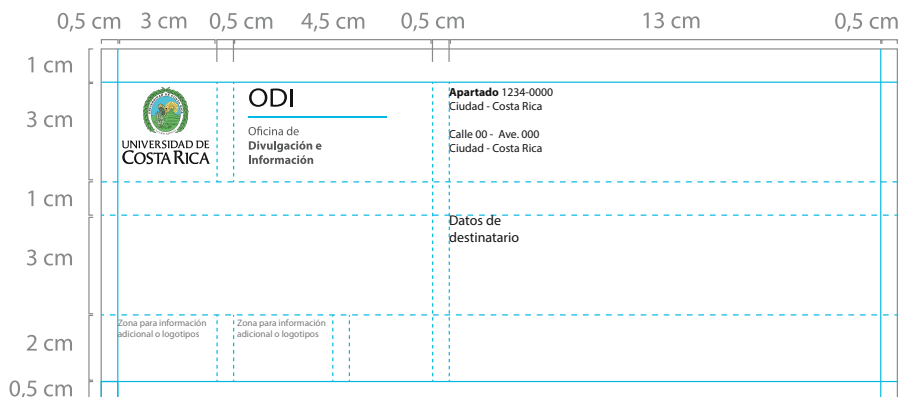 0,5 cm 3 cm 0,5 cm 4,5 cm 0,5 cm 13 cm 0,5 cm
1 cm
3 cm
UNIVERSIDAD DE
COSTA RICA
ODI
Oficina de
Divulgación e
Información
Apartado 1234-0000
Ciudad - Costa Rica
Calle 00 - Ave. 000
Ciudad - Costa Rica
1 cm
3 cm
Datos de
destinatario
2 cm
Zona para información
adicional o logotipos
Zona para información
adicional o logotipos
0,5 cm